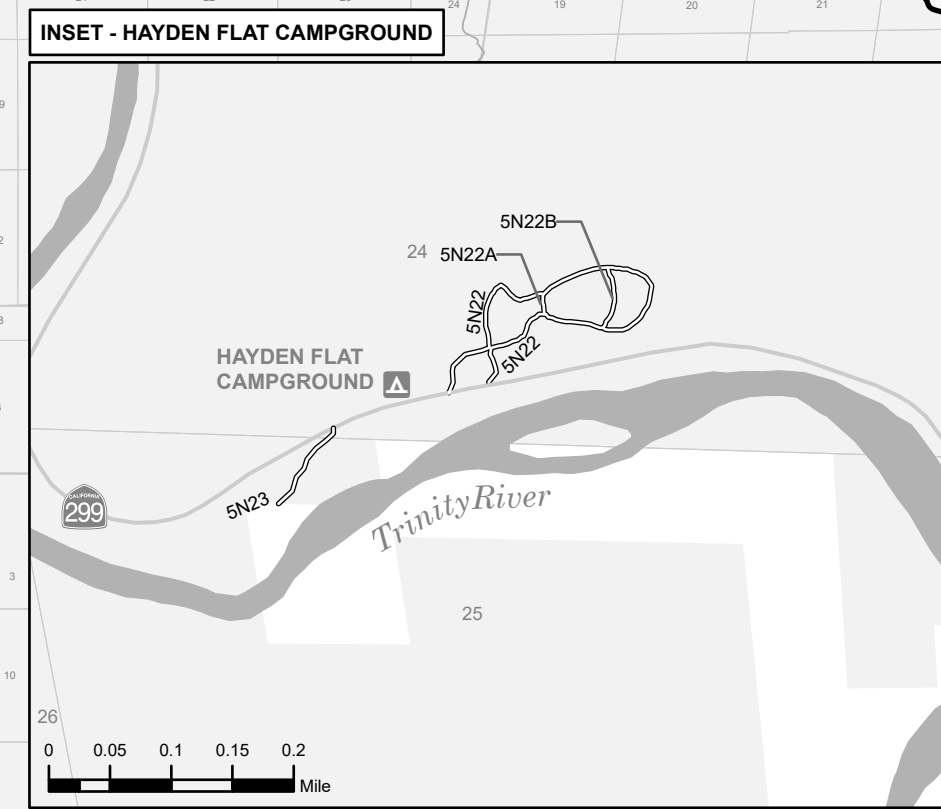 24
19
20
21
INSET - HAYDEN FLAT CAMPGROUND
5N22B
24
5N22A
5N22
5N22
HAYDEN FLAT
CAMPGROUND
5N23
CALIFORNIA
299
Trinity River
3
25
10
26
0 0.05 0.1 0.15 0.2
Mile